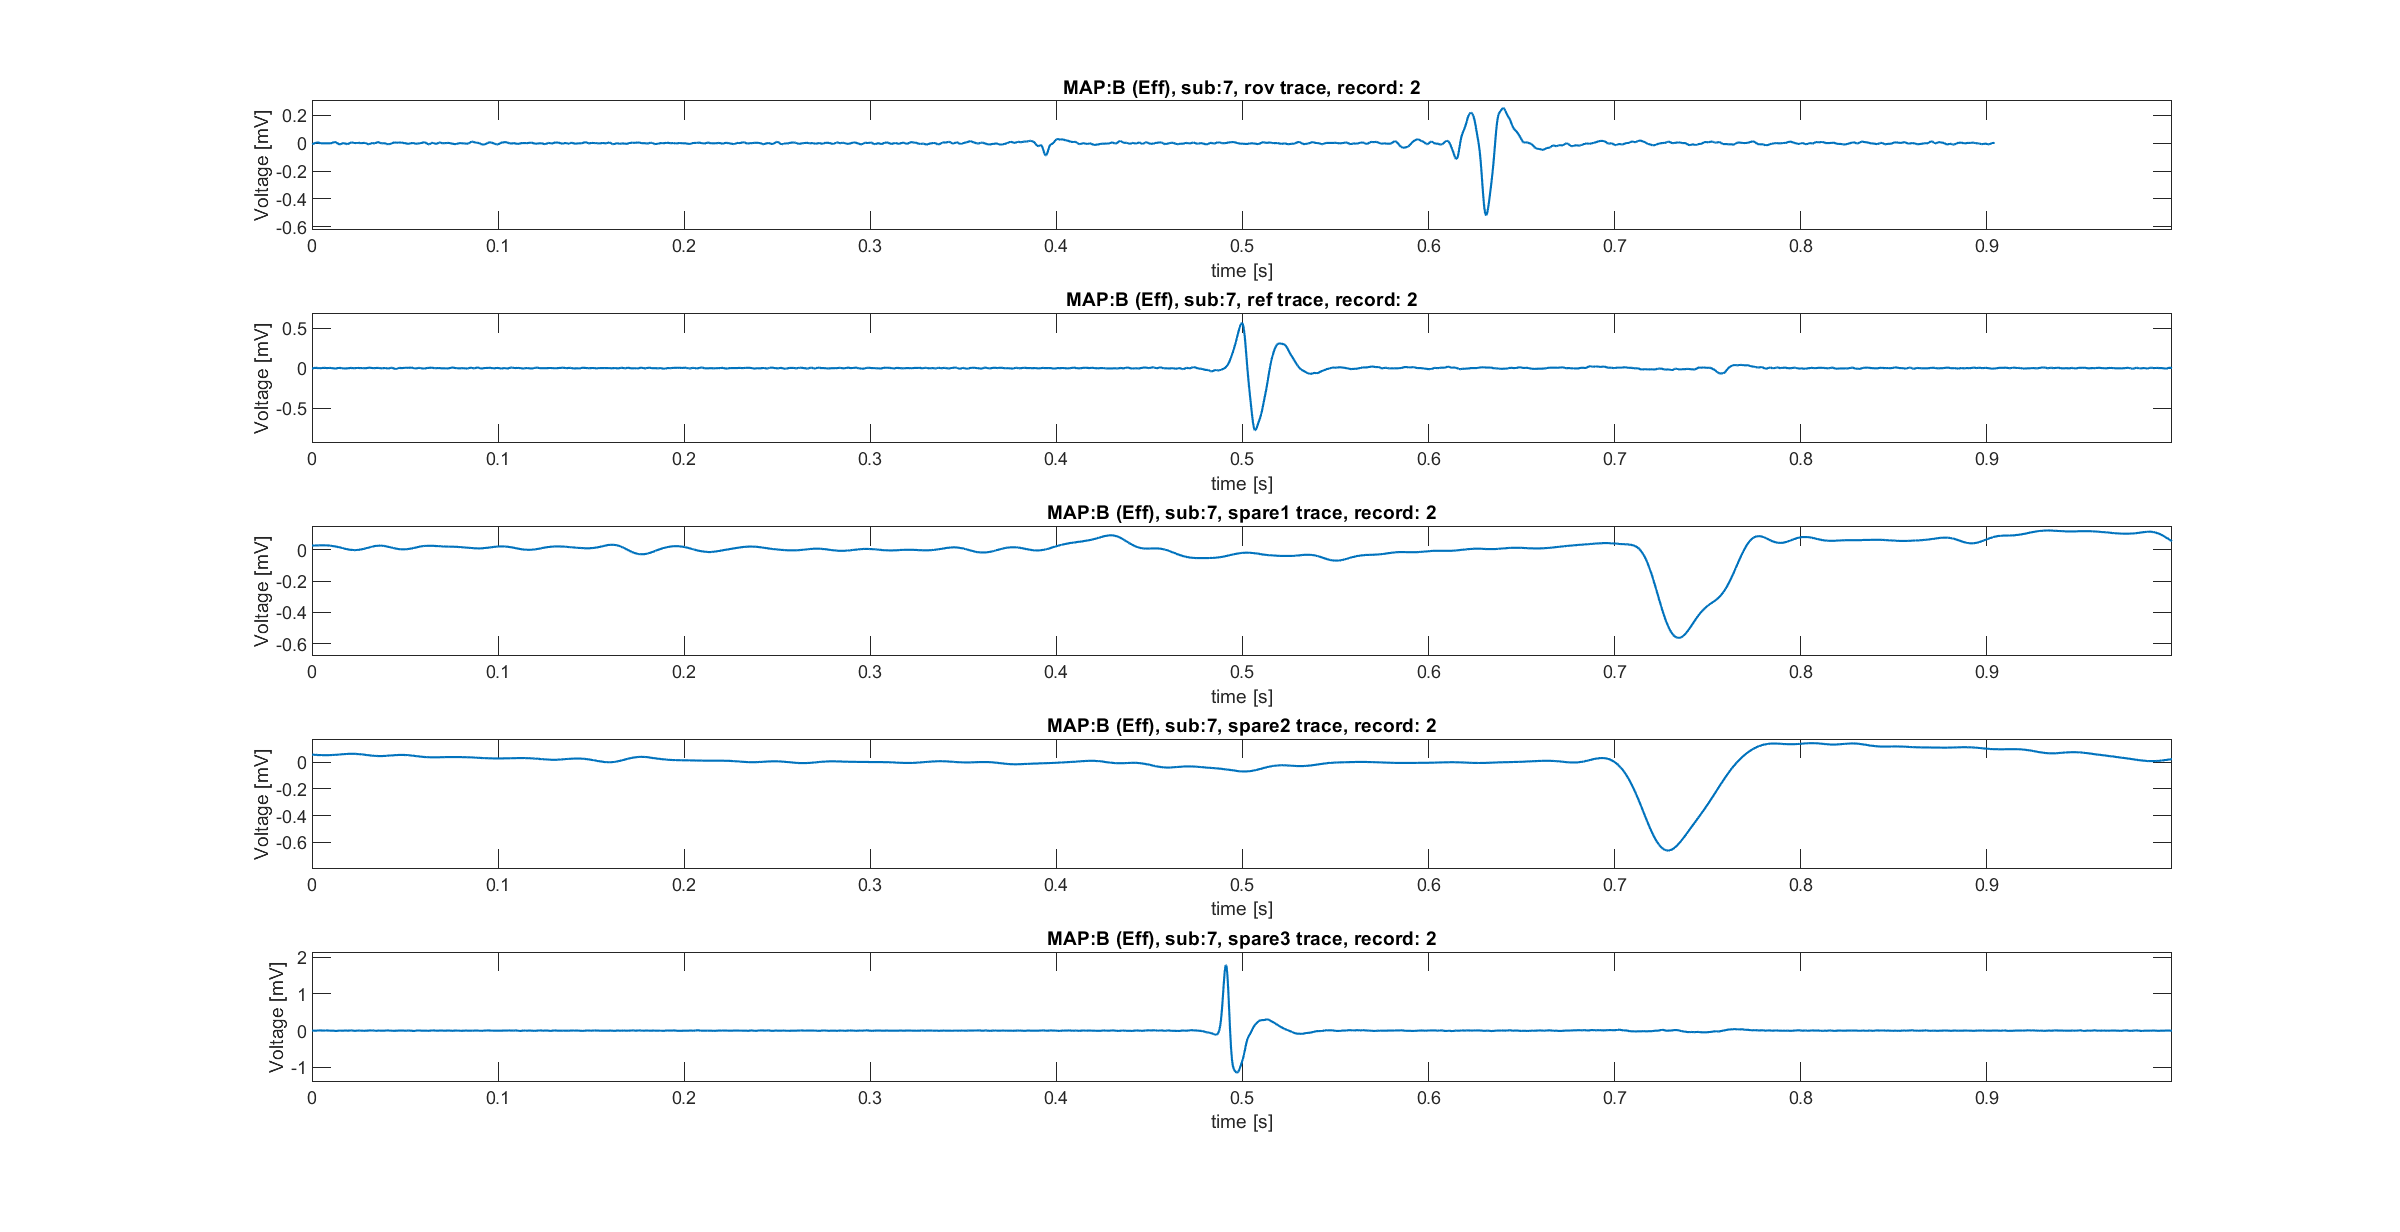 MAP:B (Eff), sub:7, rov trace, record: 2
Voltage [mV]
0.2
0
-0.2
-0.4
-0.6
0 0.1 0.2 0.3 0.4 0.5 0.6 0.7 0.8 0.9
time [s]
MAP:B (Eff), sub:7, ref trace, record: 2
Voltage [mV]
0.5
0
-0.5
0 0.1 0.2 0.3 0.4 0.5 0.6 0.7 0.8 0.9
time [s]
MAP:B (Eff), sub:7, spare1 trace, record: 2
Voltage [mV]
0
-0.2
-0.4
-0.6
0 0.1 0.2 0.3 0.4 0.5 0.6 0.7 0.8 0.9
time [s]
MAP:B (Eff), sub:7, spare2 trace, record: 2
Voltage [mV]
0
-0.2
-0.4
-0.6
0 0.1 0.2 0.3 0.4 0.5 0.6 0.7 0.8 0.9
time [s]
MAP:B (Eff), sub:7, spare3 trace, record: 2
Voltage [mV]
2
1
0
-1
0 0.1 0.2 0.3 0.4 0.5 0.6 0.7 0.8 0.9
time [s]